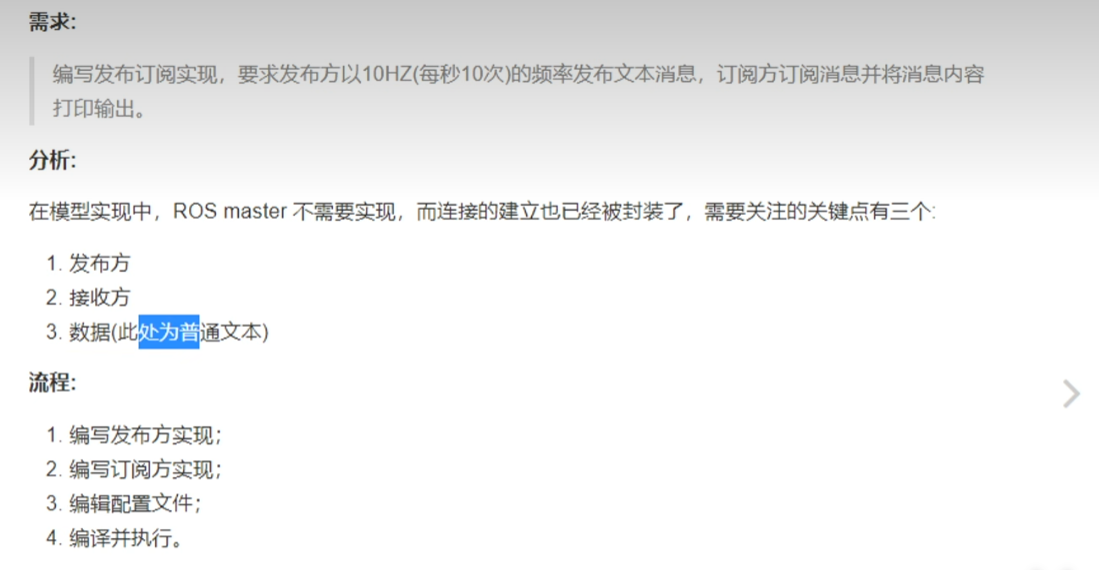 需求:
编写发布订阅实现，要求发布方以10HZ(每秒10次)的频率发布文本消息，订阅方订阅消息并将消息内容
打印输出。
分析:
在模型实现中，ROS master 不需要实现，而连接的建立也已经被封装了，需要关注的关键点有三个:
1. 发布方
2. 接收方
3. 数据(此处为普通文本)
流程:
1. 编写发布方实现；
2. 编写订阅方实现；
3. 编辑配置文件；
4. 编译并执行。